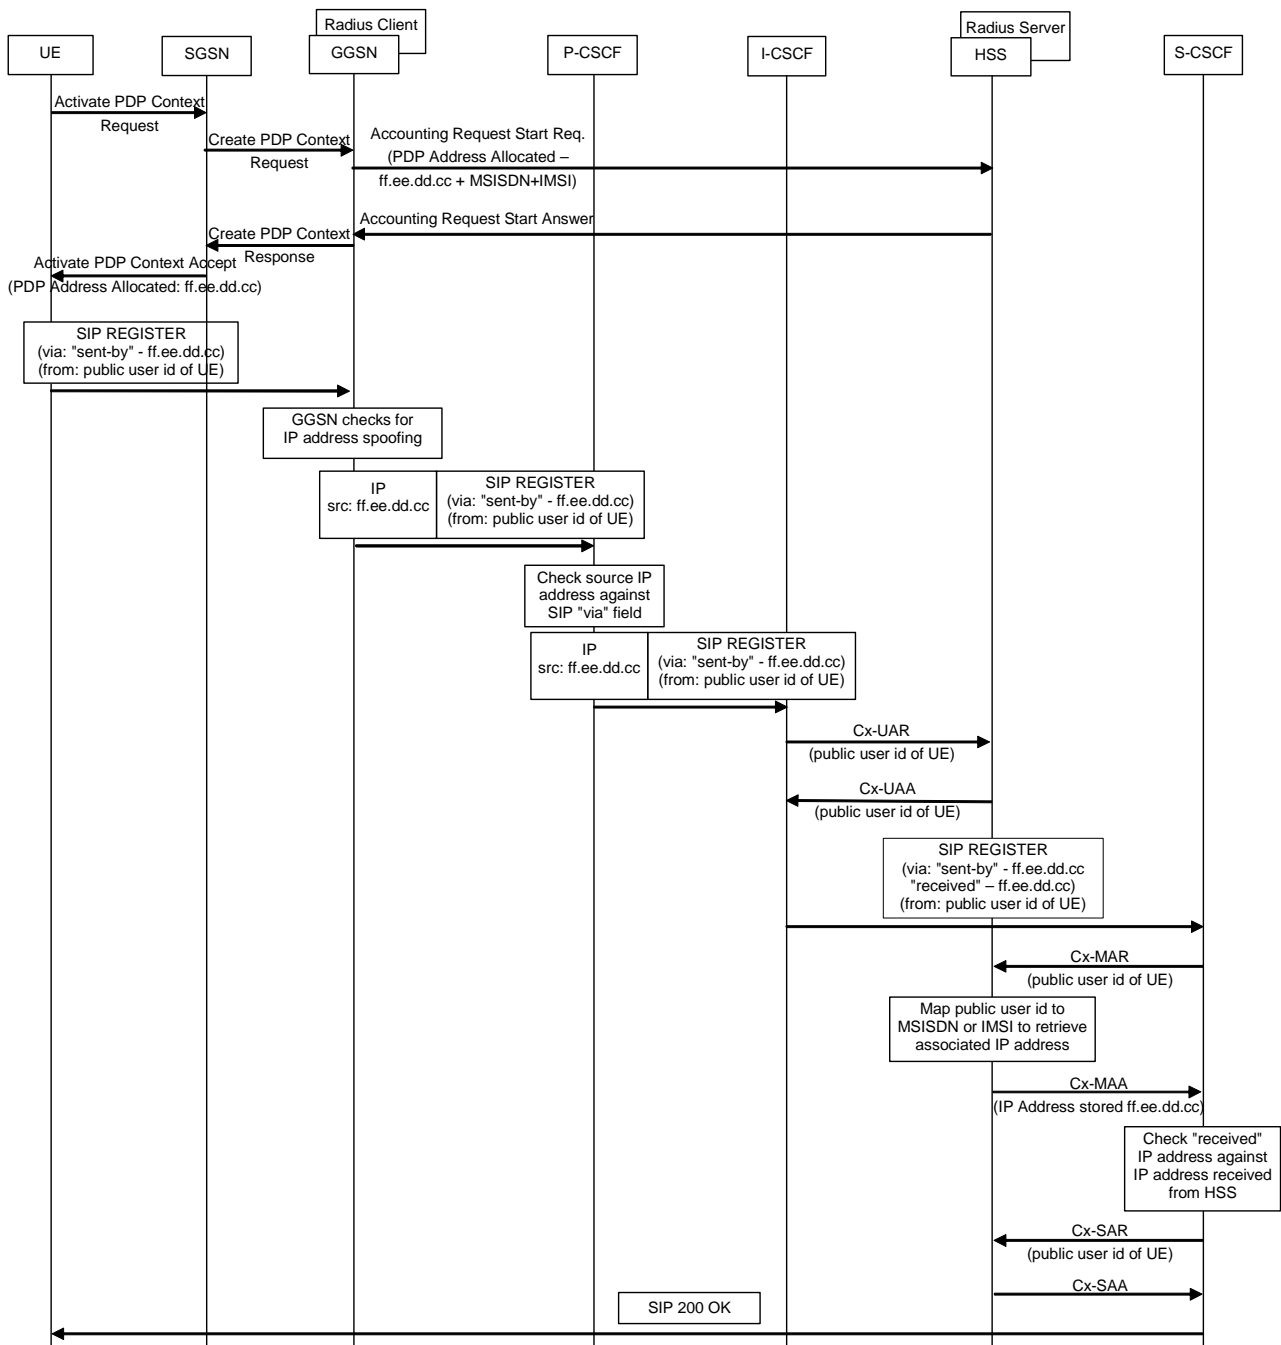 Radius Client
Radius Server
UE
SGSN
GGSN
P-CSCF
I-CSCF
HSS
S-CSCF
Activate PDP Context
Request
Create PDP Context
Request
Accounting Request Start Req.
(PDP Address Allocated –
ff.ee.dd.cc + MSISDN+IMSI)
Accounting Request Start Answer
Create PDP Context
Response
Activate PDP Context Accept
(PDP Address Allocated: ff.ee.dd.cc)
SIP REGISTER
(via: "sent-by" - ff.ee.dd.cc)
(from: public user id of UE)
GGSN checks for
IP address spoofing
IP
src: ff.ee.dd.cc
SIP REGISTER
(via: "sent-by" - ff.ee.dd.cc)
(from: public user id of UE)
Check source IP
address against
SIP "via" field
IP
src: ff.ee.dd.cc
SIP REGISTER
(via: "sent-by" - ff.ee.dd.cc)
(from: public user id of UE)
Cx-UAR
(public user id of UE)
Cx-UAA
(public user id of UE)
SIP REGISTER
(via: "sent-by" - ff.ee.dd.cc
"received" – ff.ee.dd.cc)
(from: public user id of UE)
Cx-MAR
(public user id of UE)
Map public user id to
MSISDN or IMSI to retrieve
associated IP address
Cx-MAA
(IP Address stored ff.ee.dd.cc)
Check "received"
IP address against
IP address received
from HSS
Cx-SAR
(public user id of UE)
Cx-SAA
SIP 200 OK